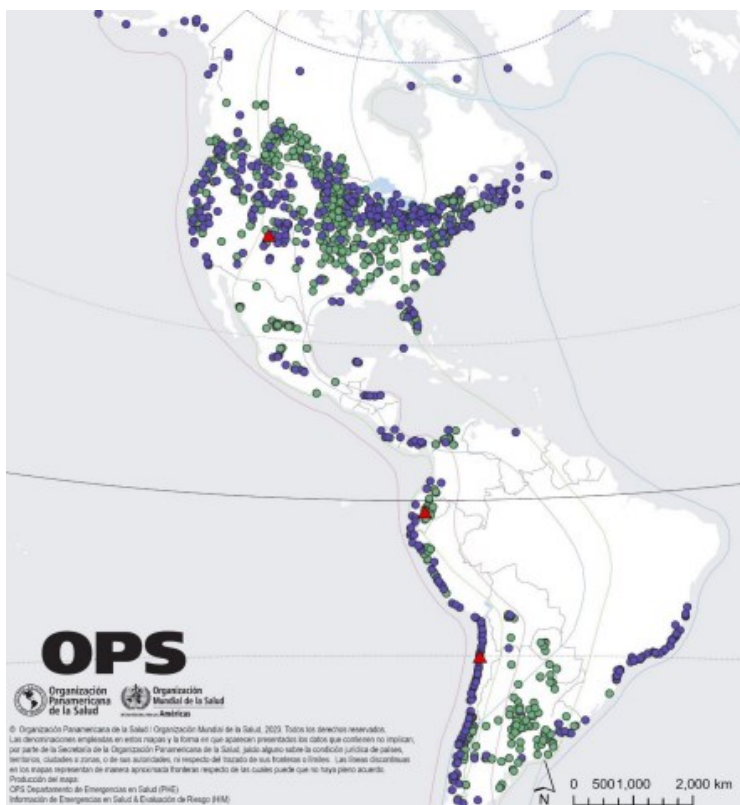 OPS
Organización
Panamericana
de la Salud
Organización
Mundial de la Salud
Américas
© Organización Panamericana de la Salud / Organización Mundial de la Salud, 2023. Todos los derechos reservados.
Las denominaciones empleadas en estos mapas y la forma en que aparecen presentados los datos que contienen no implican,
por parte de la Secretaría de la Organización Panamericana de la Salud, juicio alguno sobre la condición jurídica de países,
territorios, ciudades o zonas, o de sus autoridades, ni respecto del trazado de sus fronteras o límites. Las líneas discontinuas
en los mapas representan de manera aproximada fronteras respecto de las cuales puede que no haya pleno acuerdo.
Producción del mapa:
OPS Departamento de Emergencias en Salud (PHE)
Información de Emergencias en Salud & Evaluación de Riesgo (HIM)
N
0 500 1,000 2,000 km